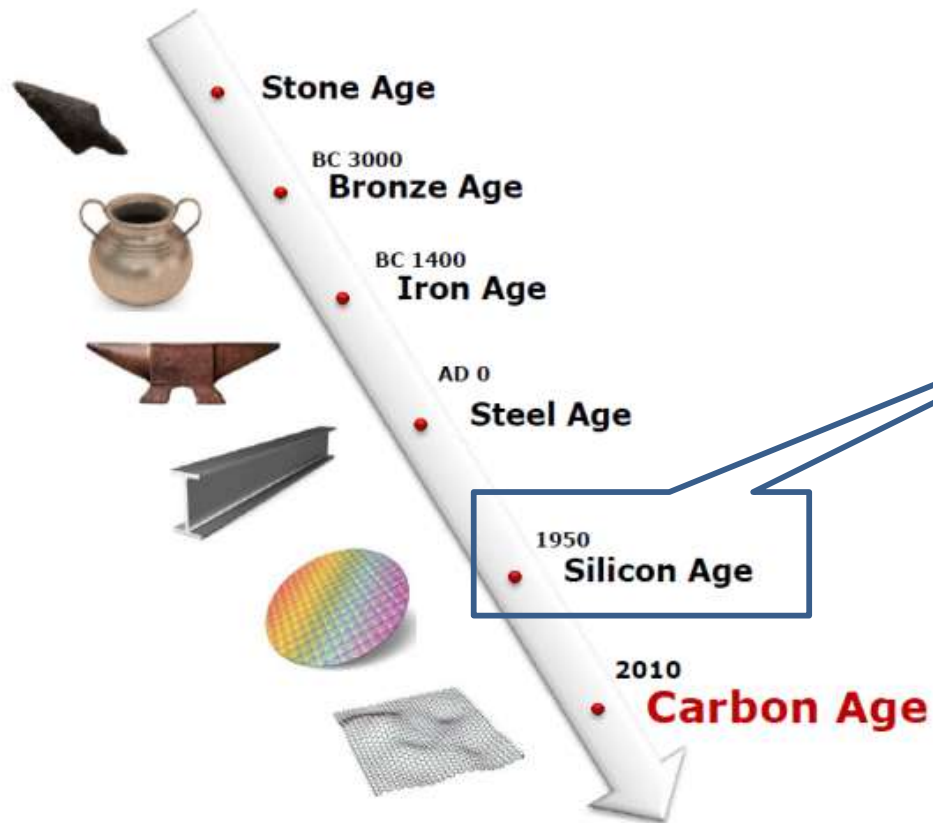 Stone Age
BC 3000
Bronze Age
BC 1400
Iron Age
AD 0
Steel Age
1950
Silicon Age
2010
Carbon Age